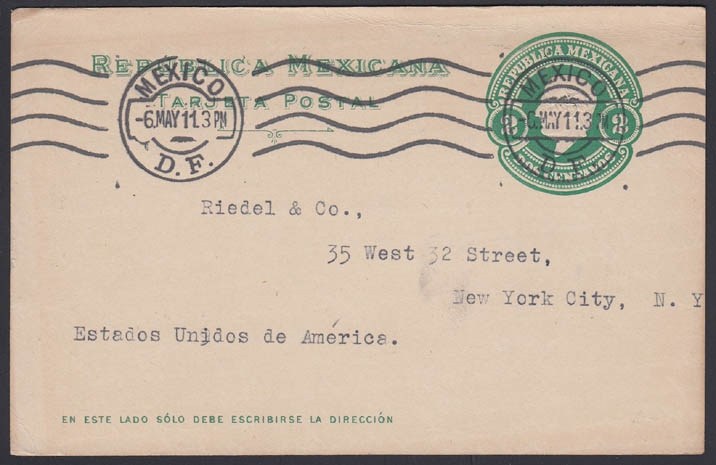 REPÚBLICA MEXICANA
TARJETA POSTAL
MEXICO
-6.MAY 11.3 PM
D. F.
REPUBLICA MEXICANA
MEXICO
-6.MAY 11.3 PM
D. F.
Riedel & Co.,
35 West 32 Street,
New York City, N. Y
Estados Unidos de América.
EN ESTE LADO SÓLO DEBE ESCRIBIRSE LA DIRECCIÓN